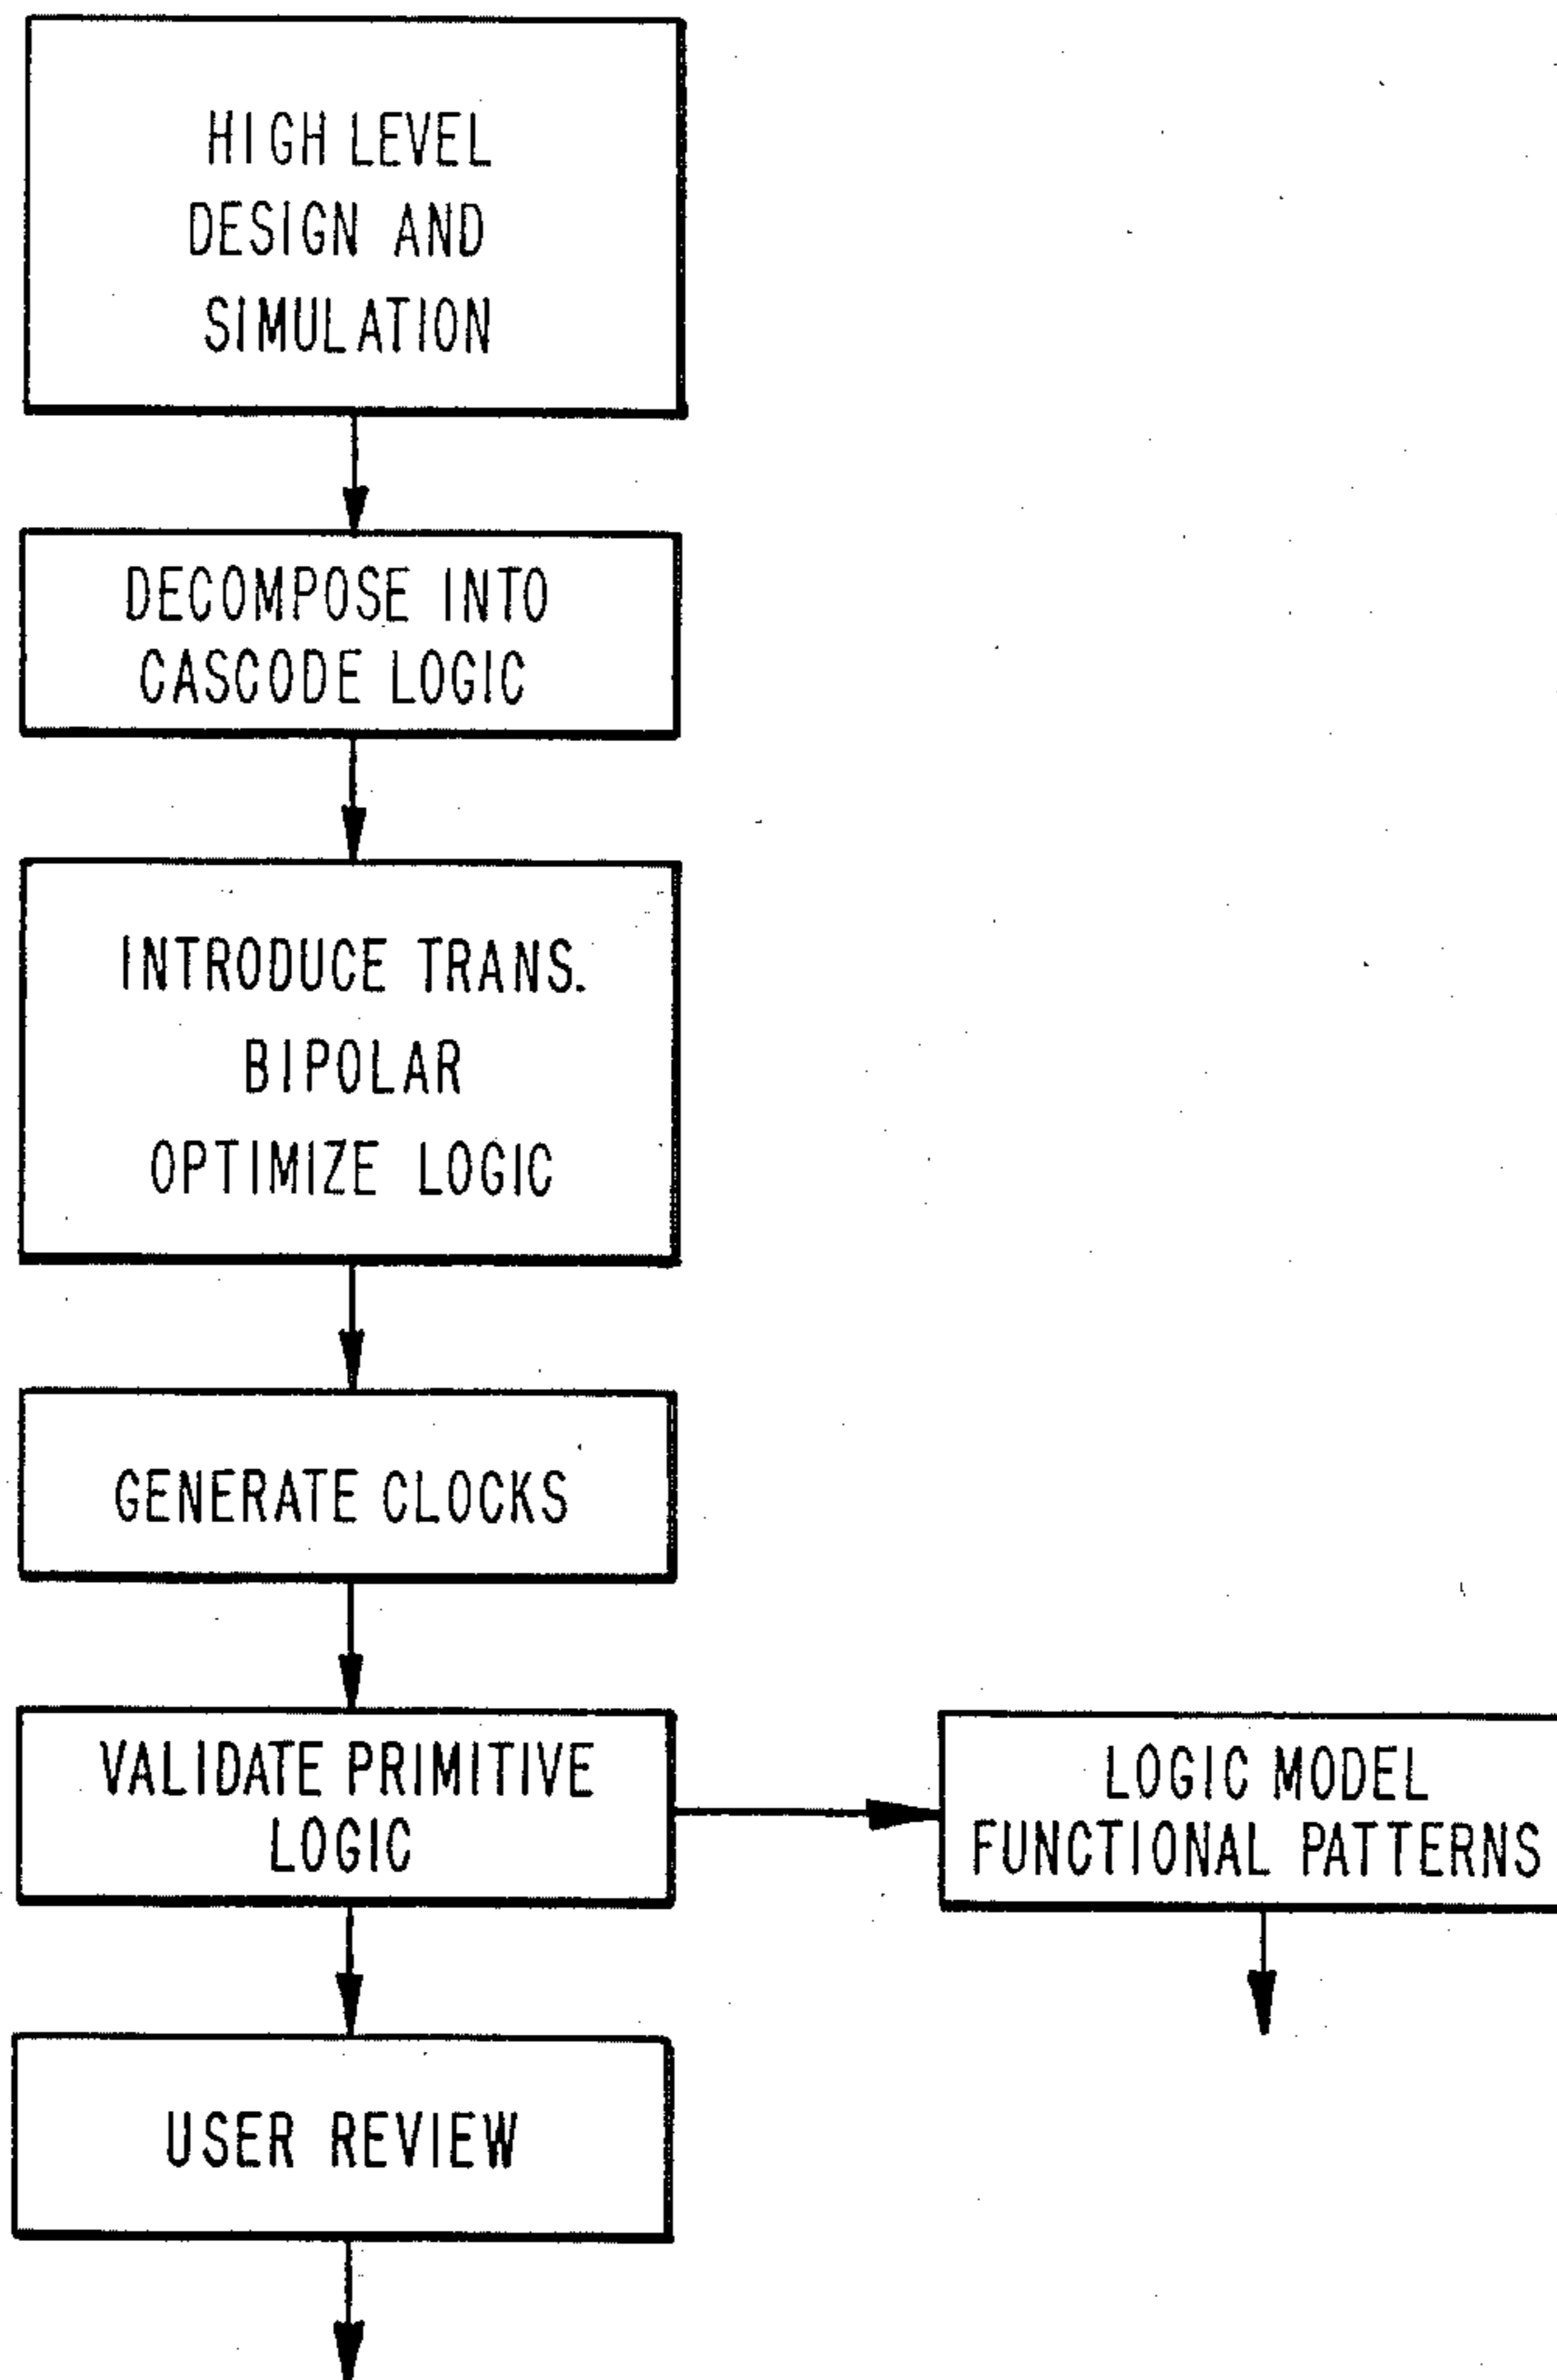 HIGH LEVEL
DESIGN AND
SIMULATION
DECOMPOSE INTO
CASCODE LOGIC
INTRODUCE TRANS.
BIPOLAR
OPTIMIZE LOGIC
GENERATE CLOCKS
VALIDATE PRIMITIVE
LOGIC
LOGIC MODEL
FUNCTIONAL PATTERNS
USER REVIEW